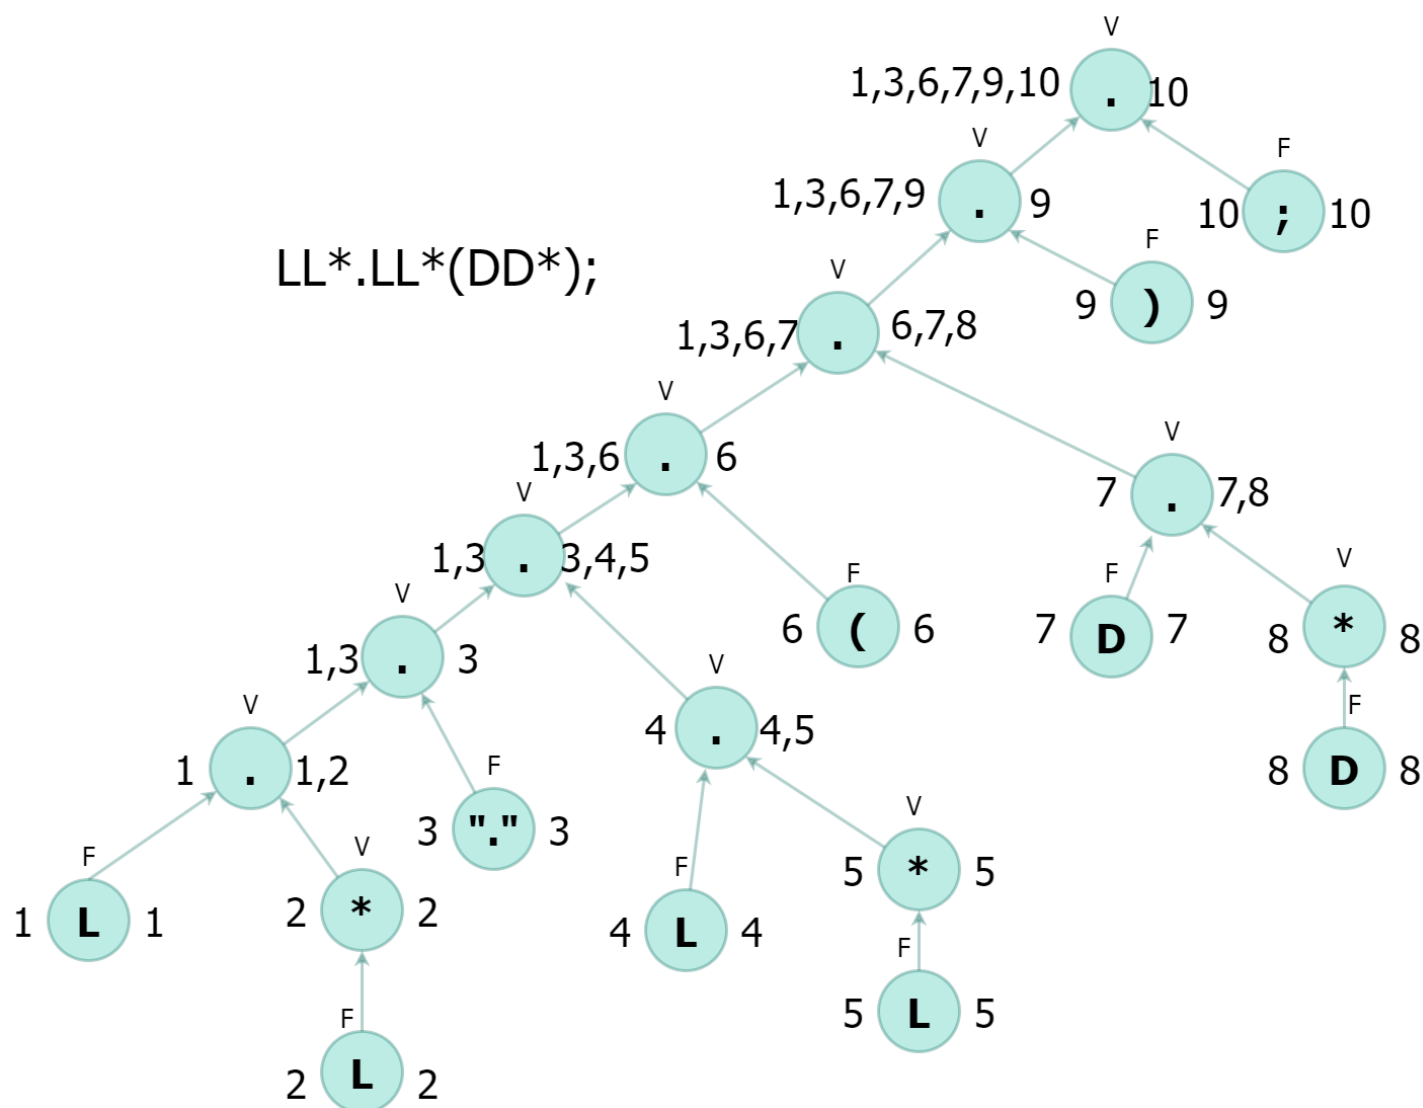 V
1,3,6,7,9,10 . 10
V
F
1,3,6,7,9 . 9
10 ; 10
LL*.LL*(DD*);
F
V
9 ) 9
1,3,6,7 . 6,7,8
V
1,3,6 . 6
V
7 . 7,8
V
1,3 . 3,4,5
V
F
6 ( 6
F
7 D 7
V
8 * 8
V
1,3 . 3
V
4 . 4,5
F
8 D 8
V
1 . 1,2
F
3 "." 3
V
5 * 5
F
1 L 1
V
2 * 2
F
4 L 4
F
5 L 5
F
2 L 2